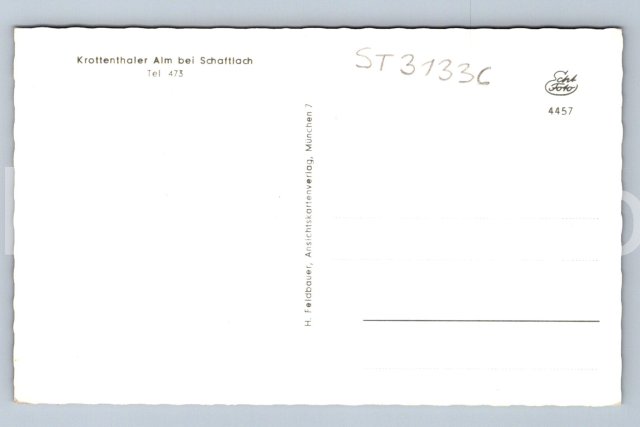 Krottenthaler Alm bei Schaftlach
Tel. 473
ST3133C
Echt
Foto
4457
H. Feldbauer, Ansichtskartenverlag, München 7